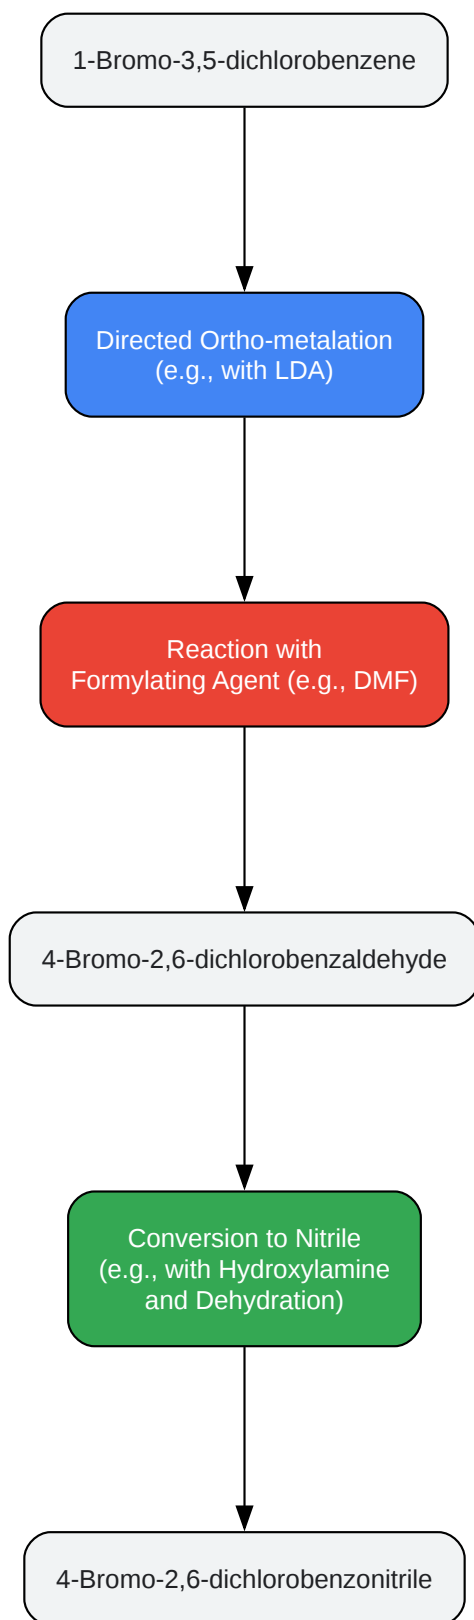 1-Bromo-3,5-dichlorobenzene
Directed Ortho-metalation
(e.g., with LDA)
Reaction with
Formylating Agent (e.g., DMF)
4-Bromo-2,6-dichlorobenzaldehyde
Conversion to Nitrile
(e.g., with Hydroxylamine
and Dehydration)
4-Bromo-2,6-dichlorobenzonitrile